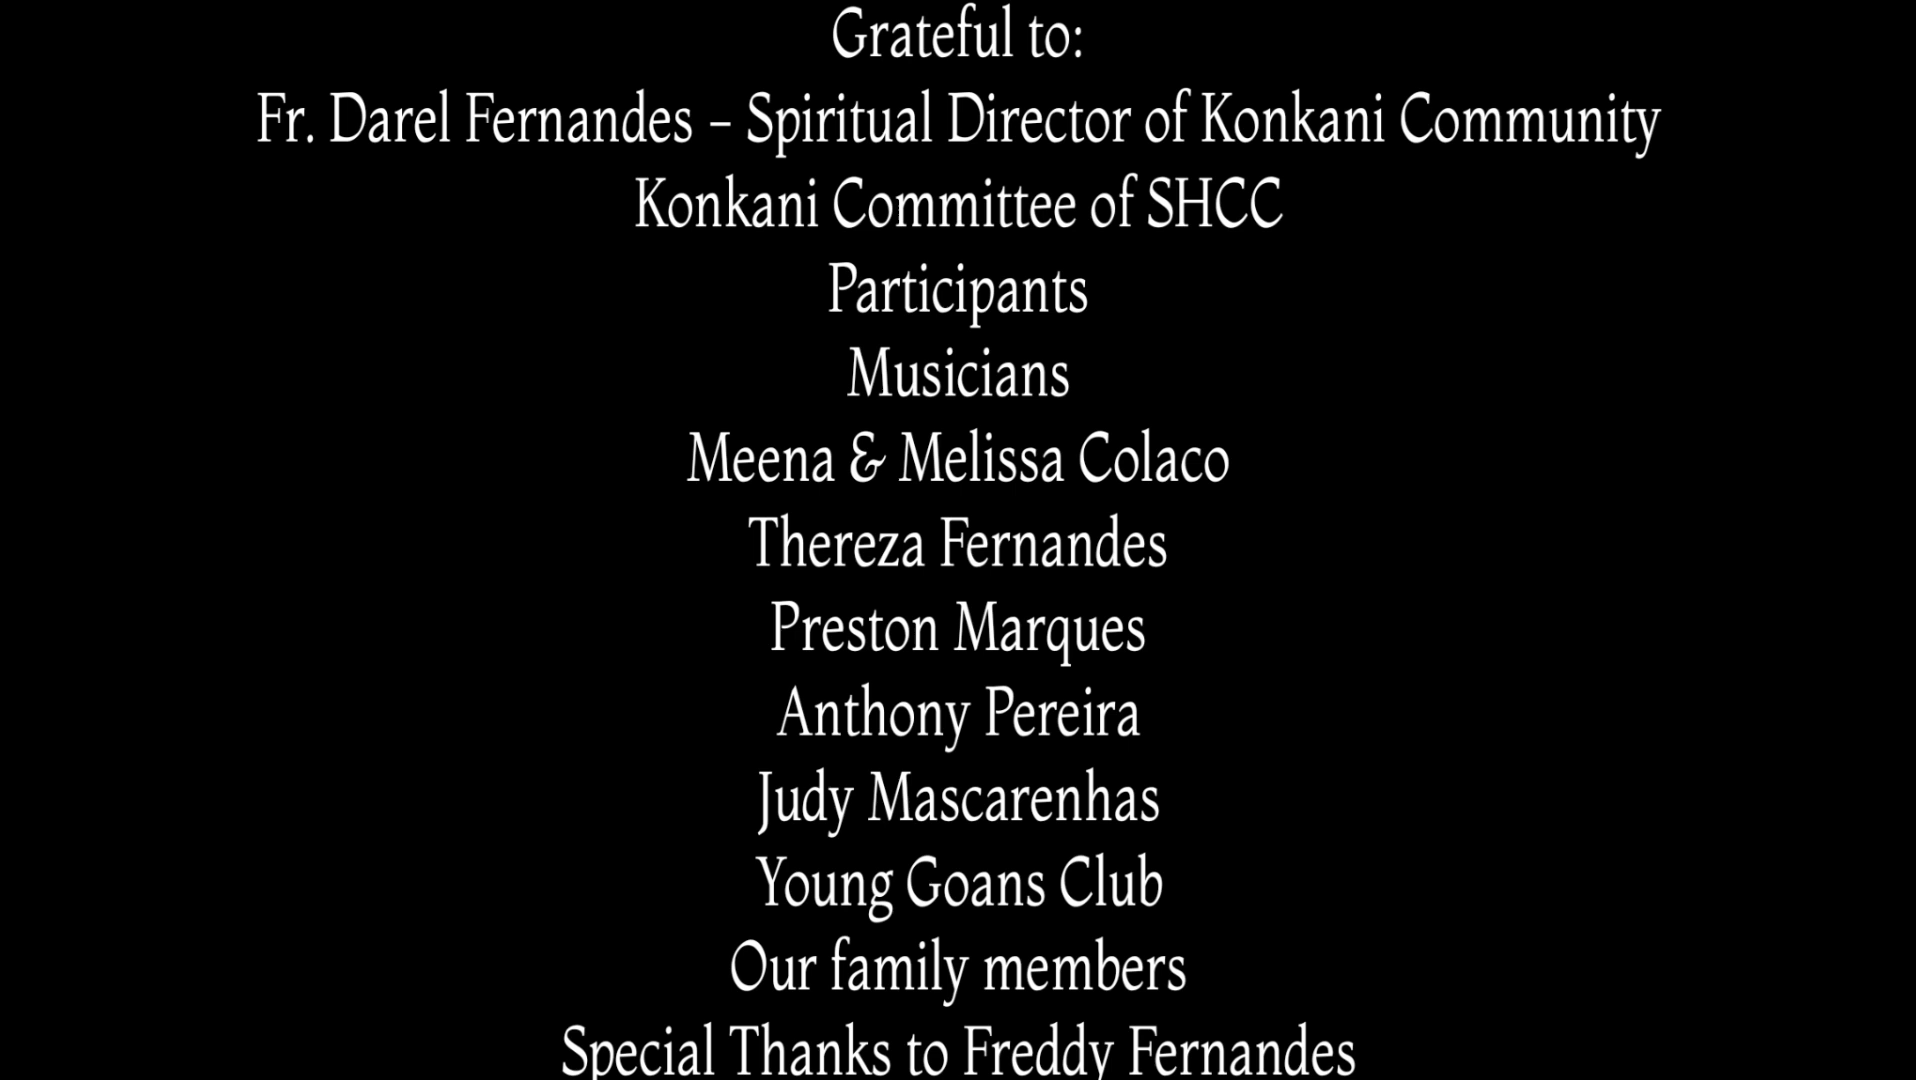 Grateful to:
Fr. Darel Fernandes – Spiritual Director of Konkani Community
Konkani Committee of SHCC
Participants
Musicians
Meena & Melissa Colaco
Thereza Fernandes
Preston Marques
Anthony Pereira
Judy Mascarenhas
Young Goans Club
Our family members
Special Thanks to Freddy Fernandes